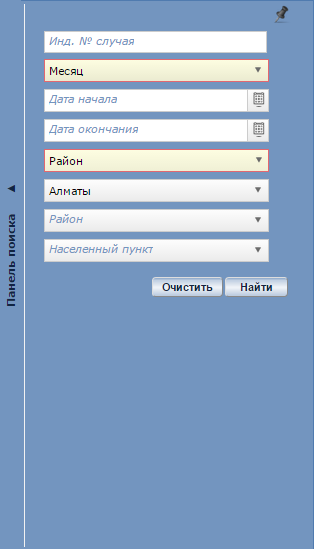 Инд. № случая
Месяц
Дата начала
Дата окончания
Район
Алматы
Район
Населенный пункт
Очистить Найти
Панель поиска